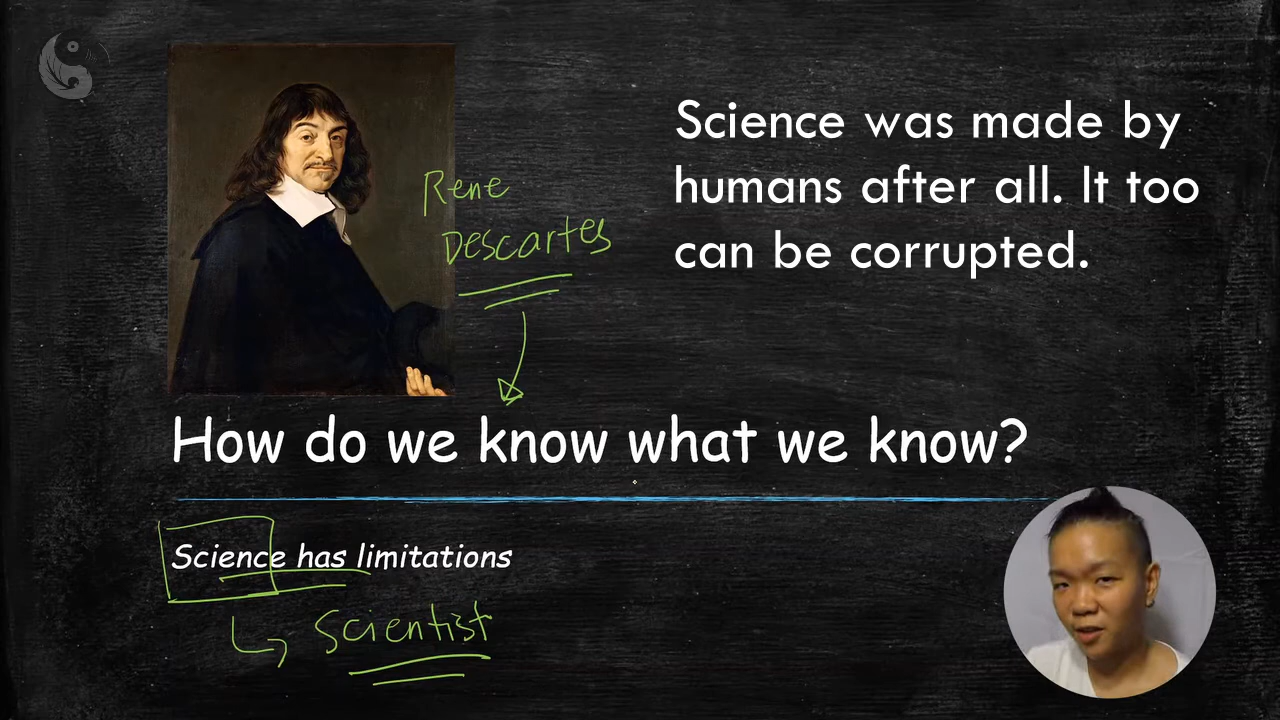 Science was made by
humans after all. It too
can be corrupted.
Rene
Descartes
How do we know what we know?
Science has limitations
Scientist